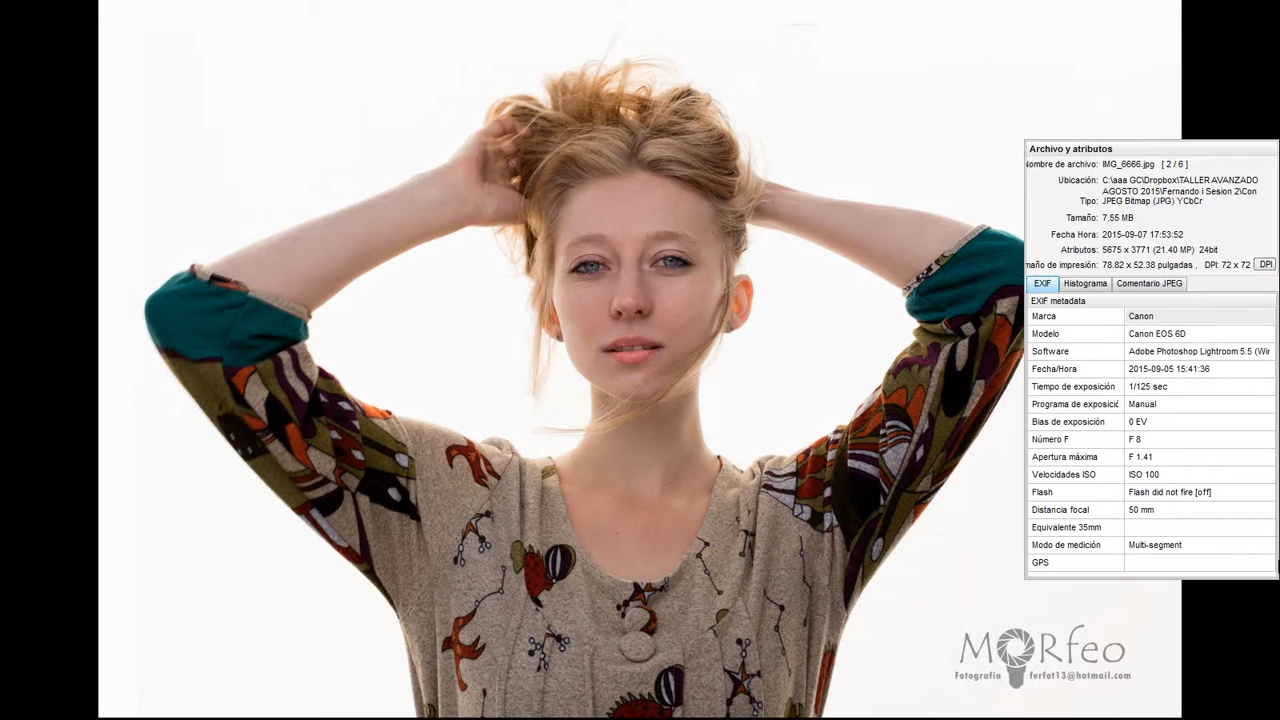 Archivo y atributos
Nombre de archivo: IMG_6666.jpg [ 2 / 6 ]
Ubicación: C:\aaa GC\Dropbox\TALLER AVANZADO
AGOSTO 2015\Fernando i Sesion 2\Con
Tipo: JPEG Bitmap (JPG) YCbCr
Tamaño: 7.55 MB
Fecha Hora: 2015-09-07 17:53:52
Atributos: 5675 x 3771 (21.40 MP) 24bit
maño de impresión: 78.82 x 52.38 pulgadas , DPI: 72 x 72 DPI
EXIF Histograma Comentario JPEG
EXIF metadata
Marca Canon
Modelo Canon EOS 6D
Software Adobe Photoshop Lightroom 5.5 (Wir
Fecha/Hora 2015-09-05 15:41:36
Tiempo de exposición 1/125 sec
Programa de exposició Manual
Bias de exposición 0 EV
Número F F 8
Apertura máxima F 1.41
Velocidades ISO ISO 100
Flash Flash did not fire [off]
Distancia focal 50 mm
Equivalente 35mm
Modo de medición Multi-segment
GPS
MORfeo
Fotografia ferfot13@hotmail.com